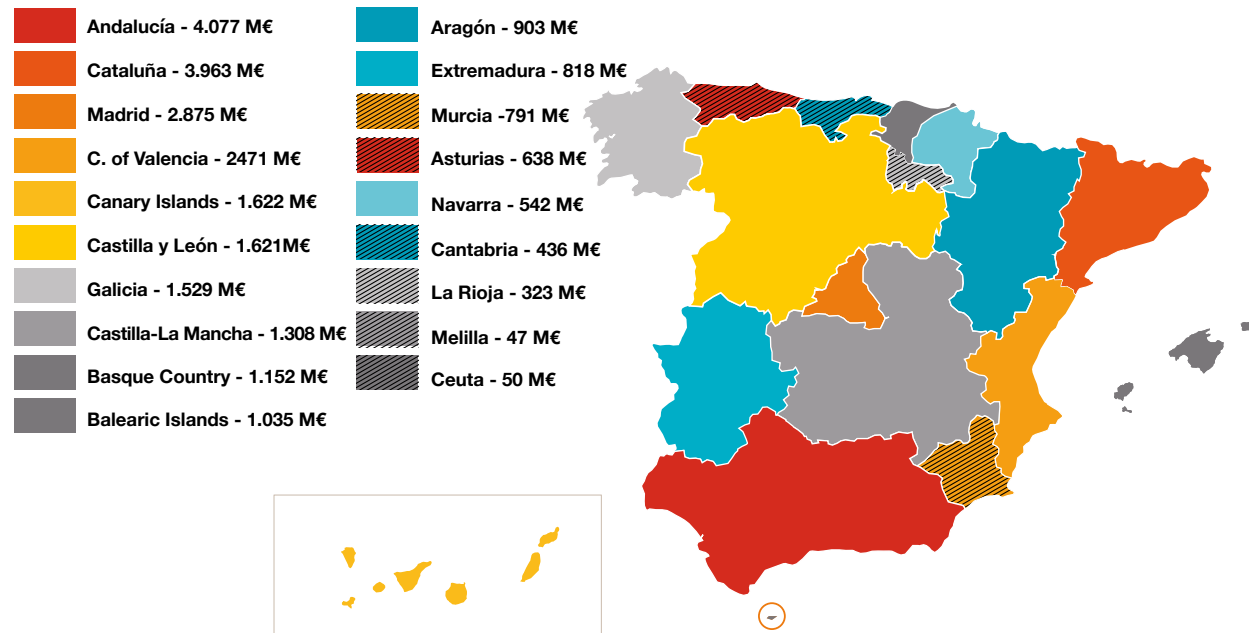 Andalucía - 4.077 M€
Cataluña - 3.963 M€
Madrid - 2.875 M€
C. of Valencia - 2471 M€
Canary Islands - 1.622 M€
Castilla y León - 1.621M€
Galicia - 1.529 M€
Castilla-La Mancha - 1.308 M€
Basque Country - 1.152 M€
Balearic Islands - 1.035 M€
Aragón - 903 M€
Extremadura - 818 M€
Murcia -791 M€
Asturias - 638 M€
Navarra - 542 M€
Cantabria - 436 M€
La Rioja - 323 M€
Melilla - 47 M€
Ceuta - 50 M€